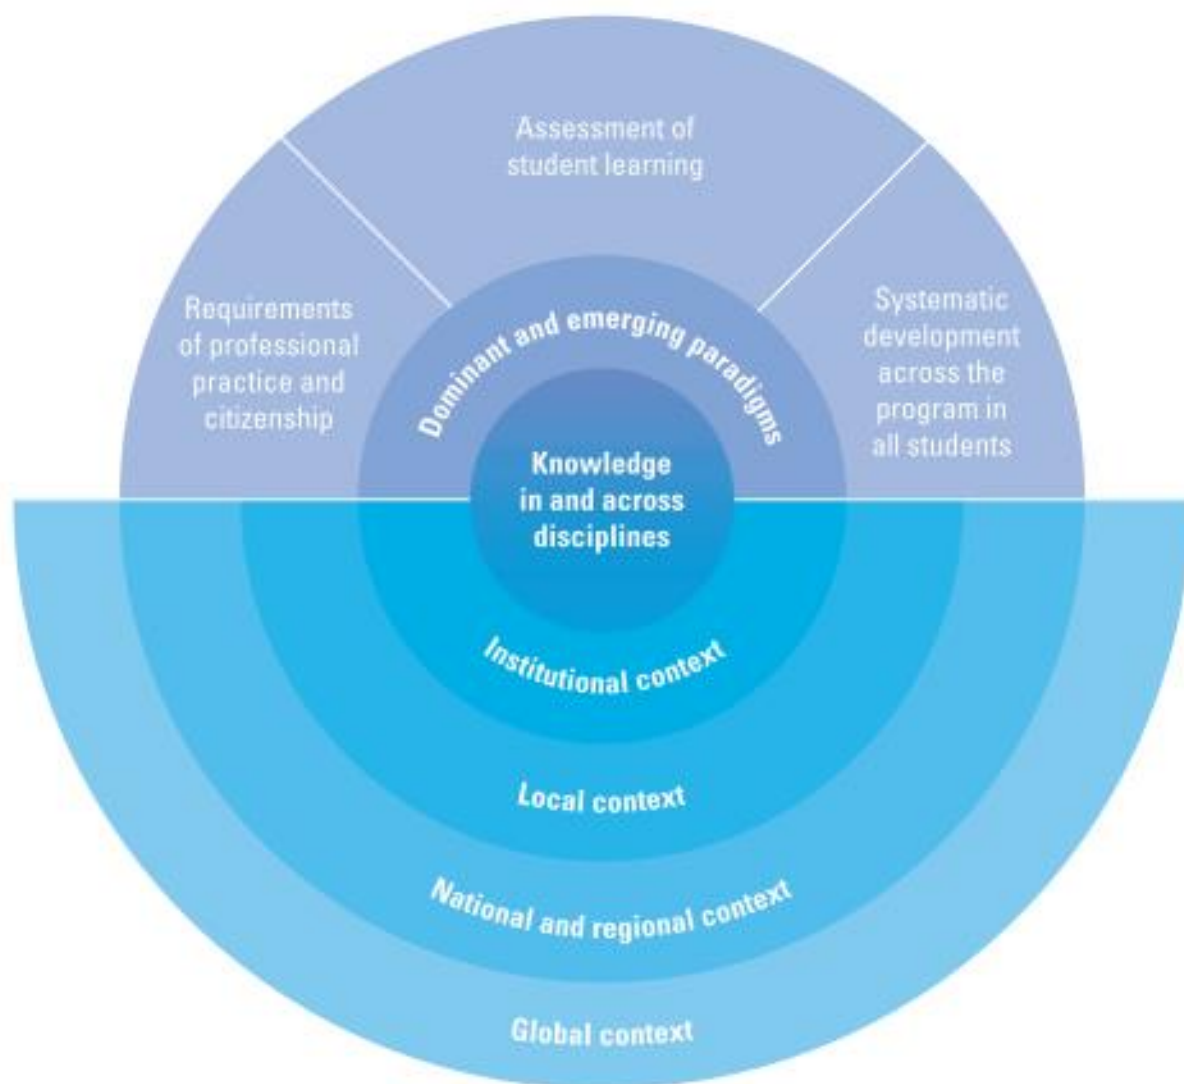 Assessment of
student learning
Requirements
of professional
practice and
citizenship
Systematic
development
across the
program in
all students
Dominant and emerging paradigms
Knowledge
in and across
disciplines
Institutional context
Local context
National and regional context
Global context